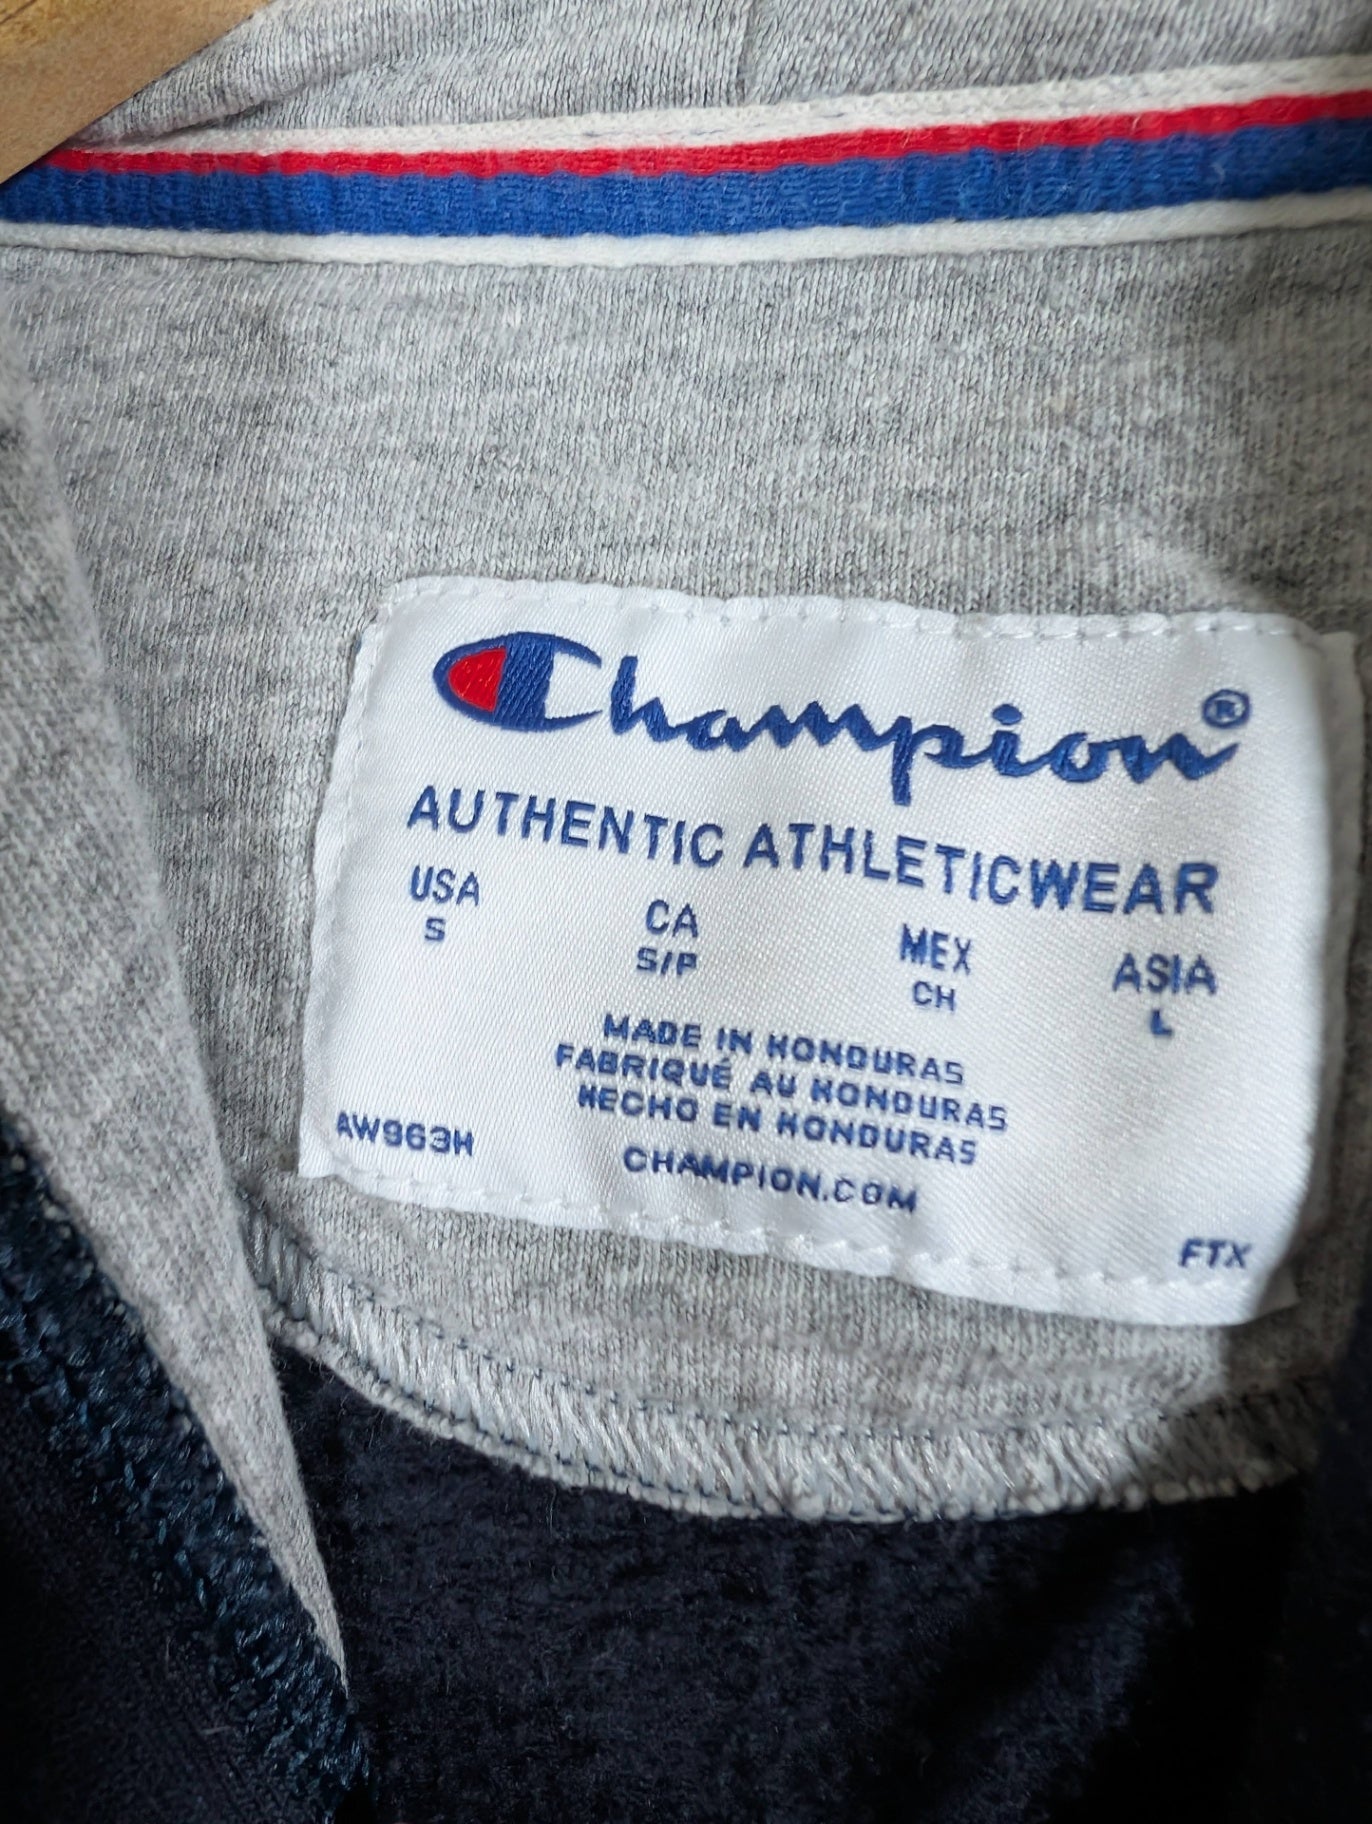 Champion®
AUTHENTIC ATHLETICWEAR
USA CA MEX ASIA
S S/P CH L
MADE IN HONDURAS
FABRIQUÉ AU HONDURAS
HECHO EN HONDURAS
AW963H
CHAMPION.COM
FTX